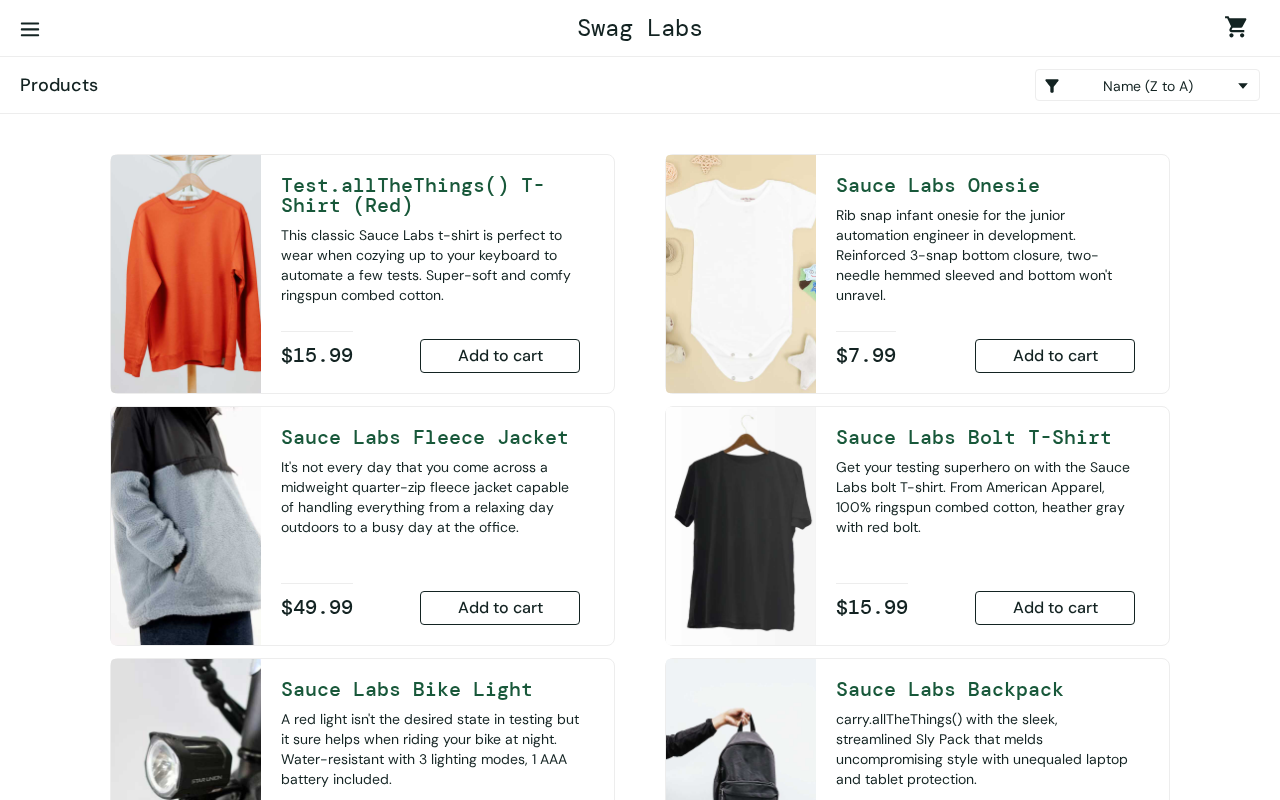 Swag Labs
Products
Name (Z to A)
Test.allTheThings() T-
Shirt (Red)
This classic Sauce Labs t-shirt is perfect to
wear when cozying up to your keyboard to
automate a few tests. Super-soft and comfy
ringspun combed cotton.
$15.99
Add to cart
Sauce Labs Onesie
Rib snap infant onesie for the junior
automation engineer in development.
Reinforced 3-snap bottom closure, two-
needle hemmed sleeved and bottom won't
unravel.
$7.99
Add to cart
Sauce Labs Fleece Jacket
It's not every day that you come across a
midweight quarter-zip fleece jacket capable
of handling everything from a relaxing day
outdoors to a busy day at the office.
$49.99
Add to cart
Sauce Labs Bolt T-Shirt
Get your testing superhero on with the Sauce
Labs bolt T-shirt. From American Apparel,
100% ringspun combed cotton, heather gray
with red bolt.
$15.99
Add to cart
Sauce Labs Bike Light
A red light isn't the desired state in testing but
it sure helps when riding your bike at night.
Water-resistant with 3 lighting modes, 1 AAA
battery included.
Sauce Labs Backpack
carry.allTheThings() with the sleek,
streamlined Sly Pack that melds
uncompromising style with unequaled laptop
and tablet protection.